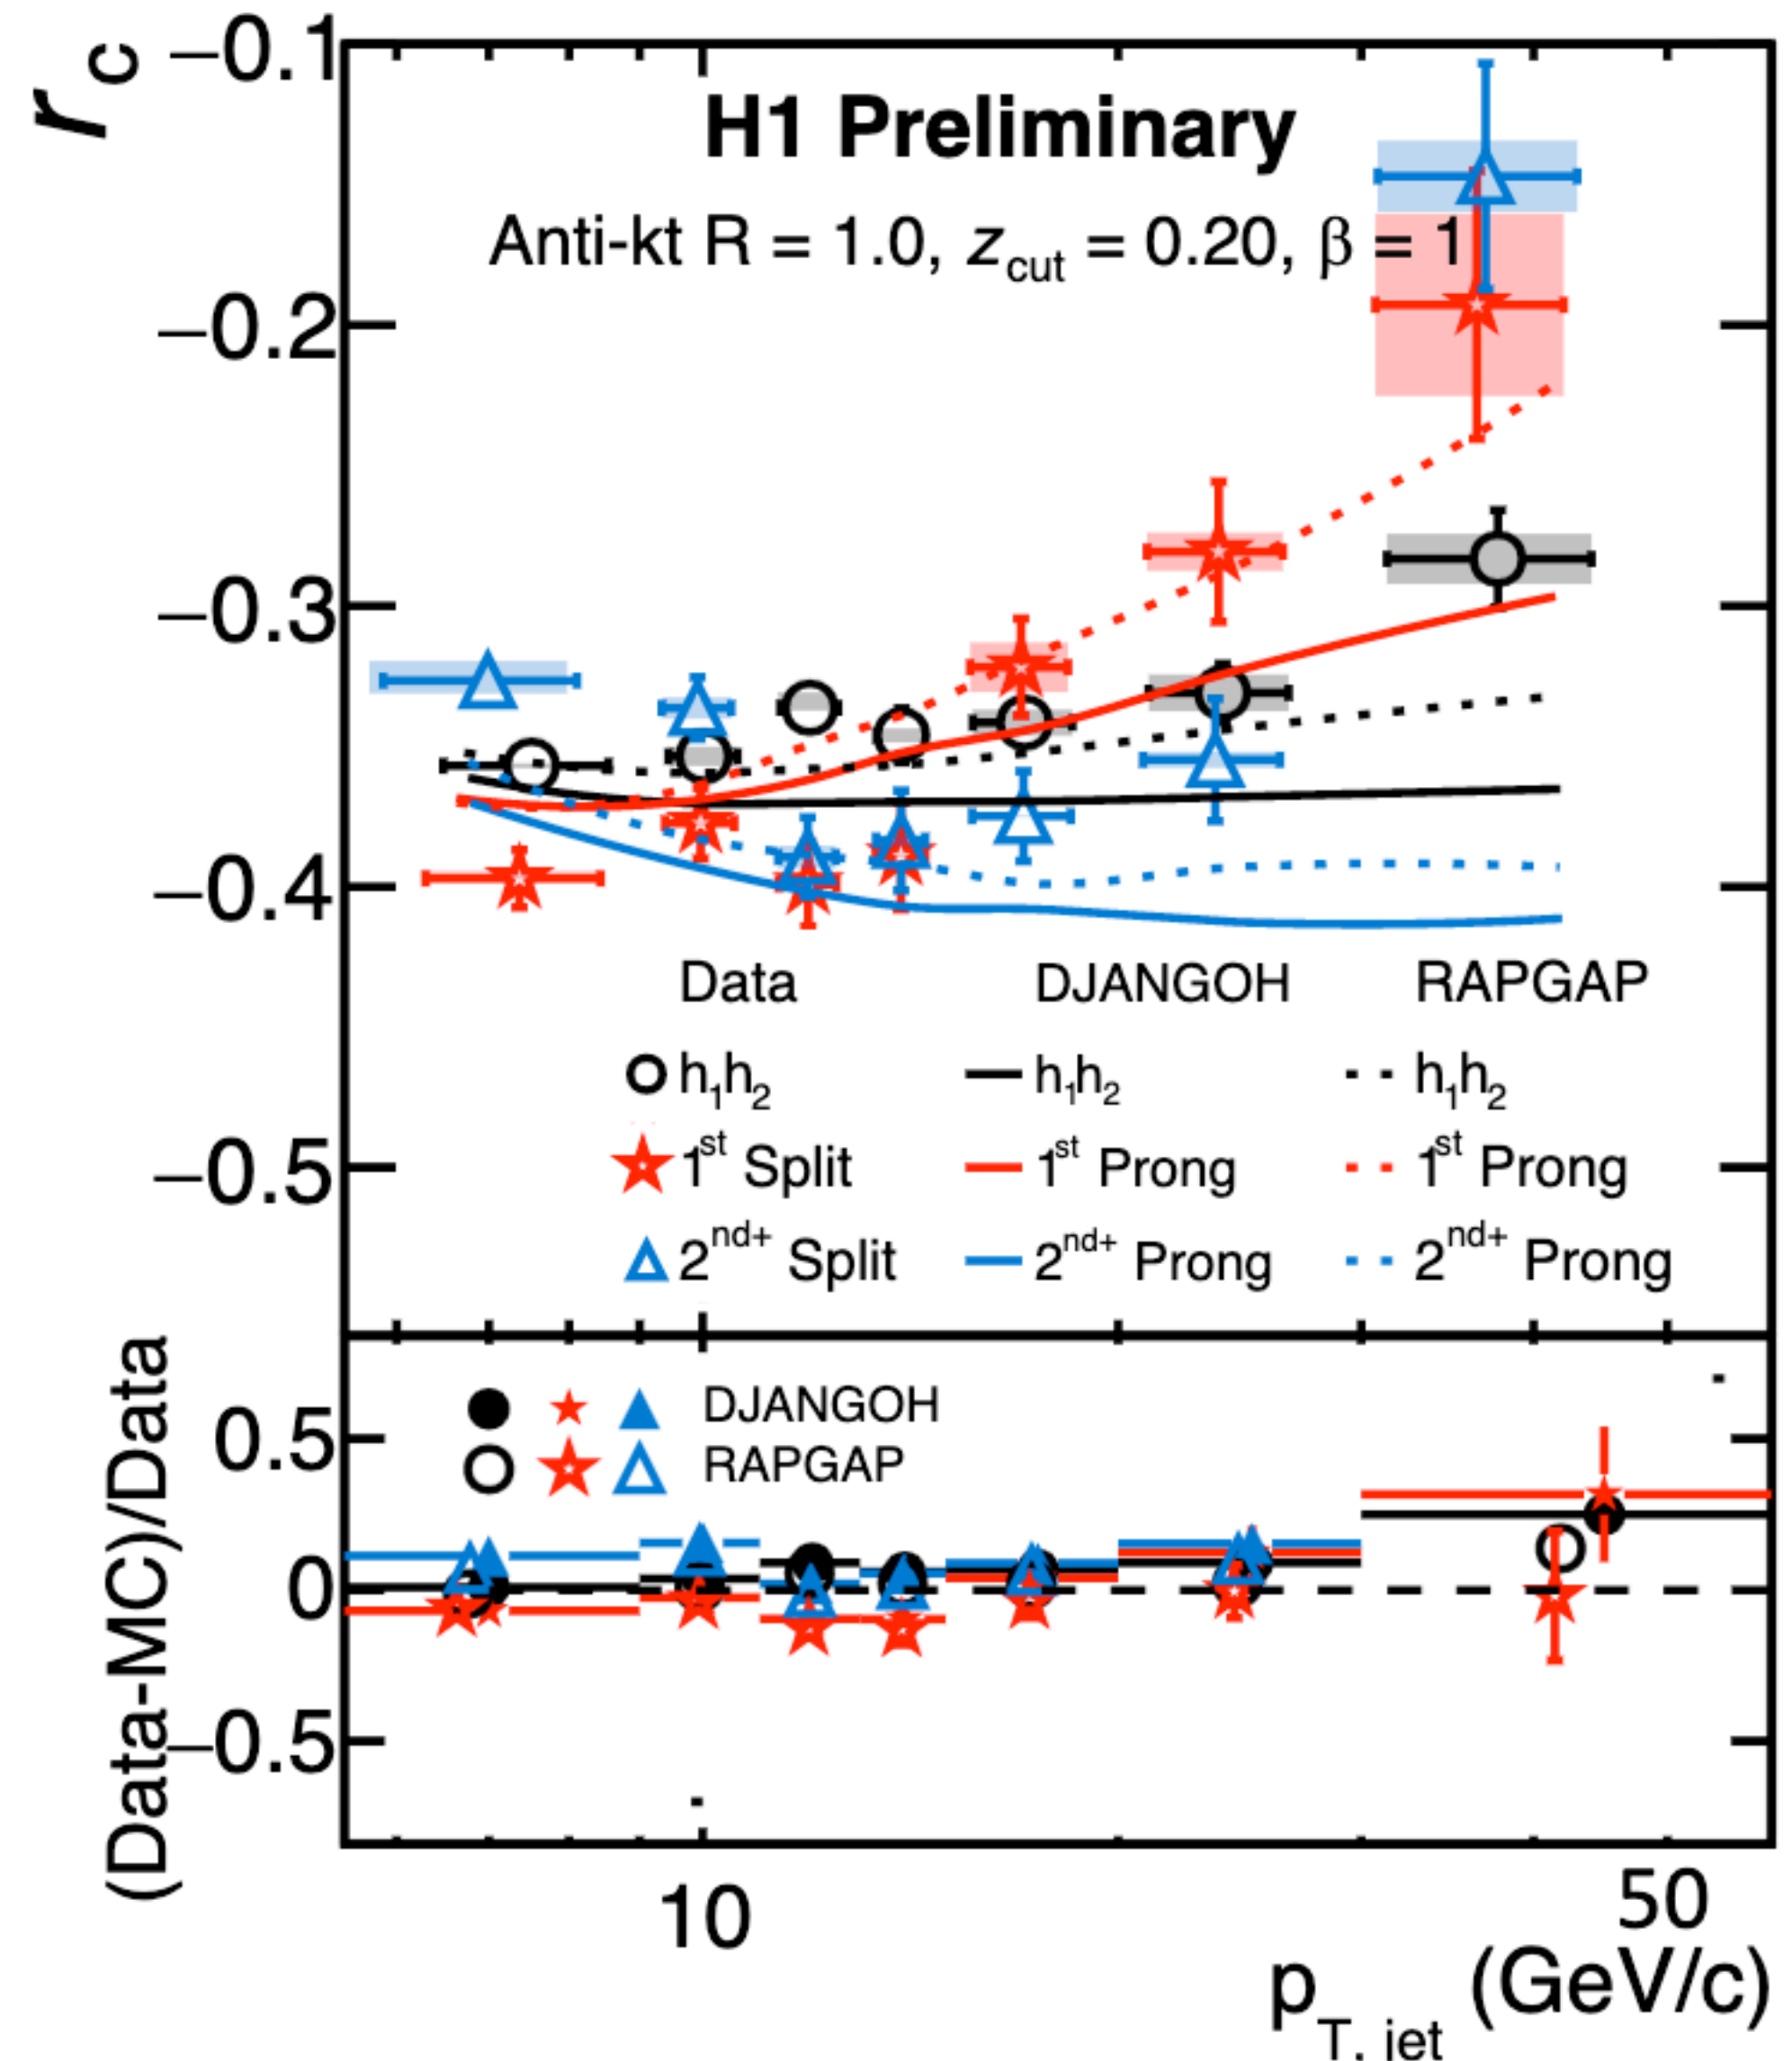 r_c
−0.1
H1 Preliminary
Anti-kt R = 1.0, z_cut = 0.20, β = 1
−0.2
−0.3
−0.4
Data DJANGOH RAPGAP
h₁h₂ h₁h₂ h₁h₂
−0.5
1st Split 1st Prong 1st Prong
2nd+ Split 2nd+ Prong 2nd+ Prong
(Data-MC)/Data
0.5
DJANGOH
RAPGAP
0
−0.5
10 50
p_T, jet (GeV/c)